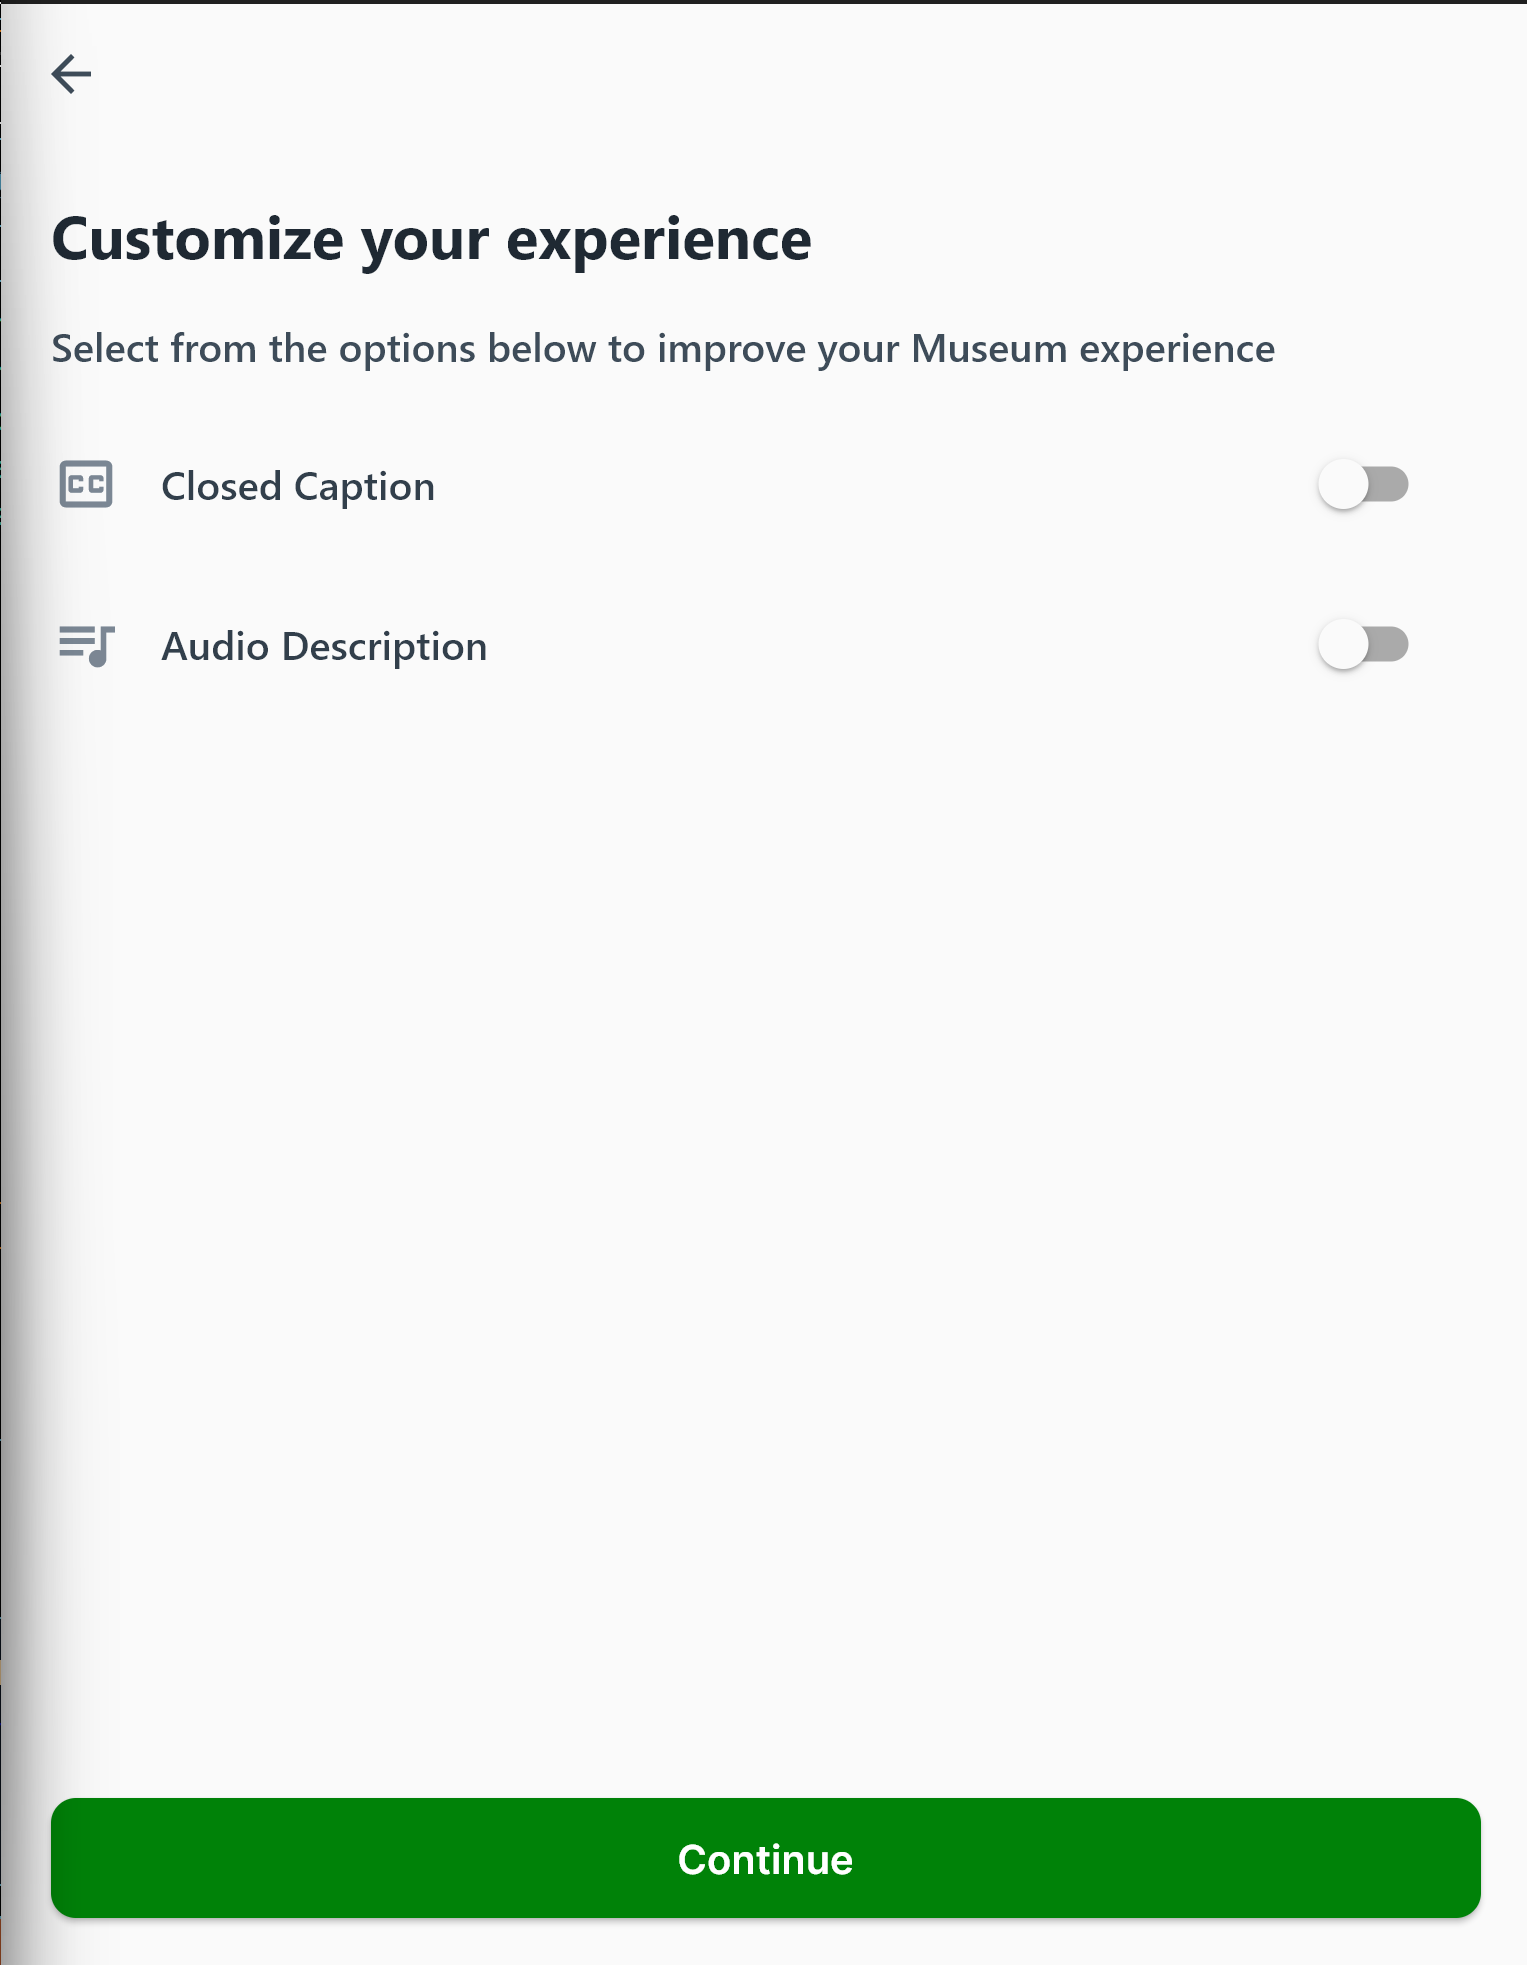 Customize your experience
Select from the options below to improve your Museum experience
CC
Closed Caption
Audio Description
Continue